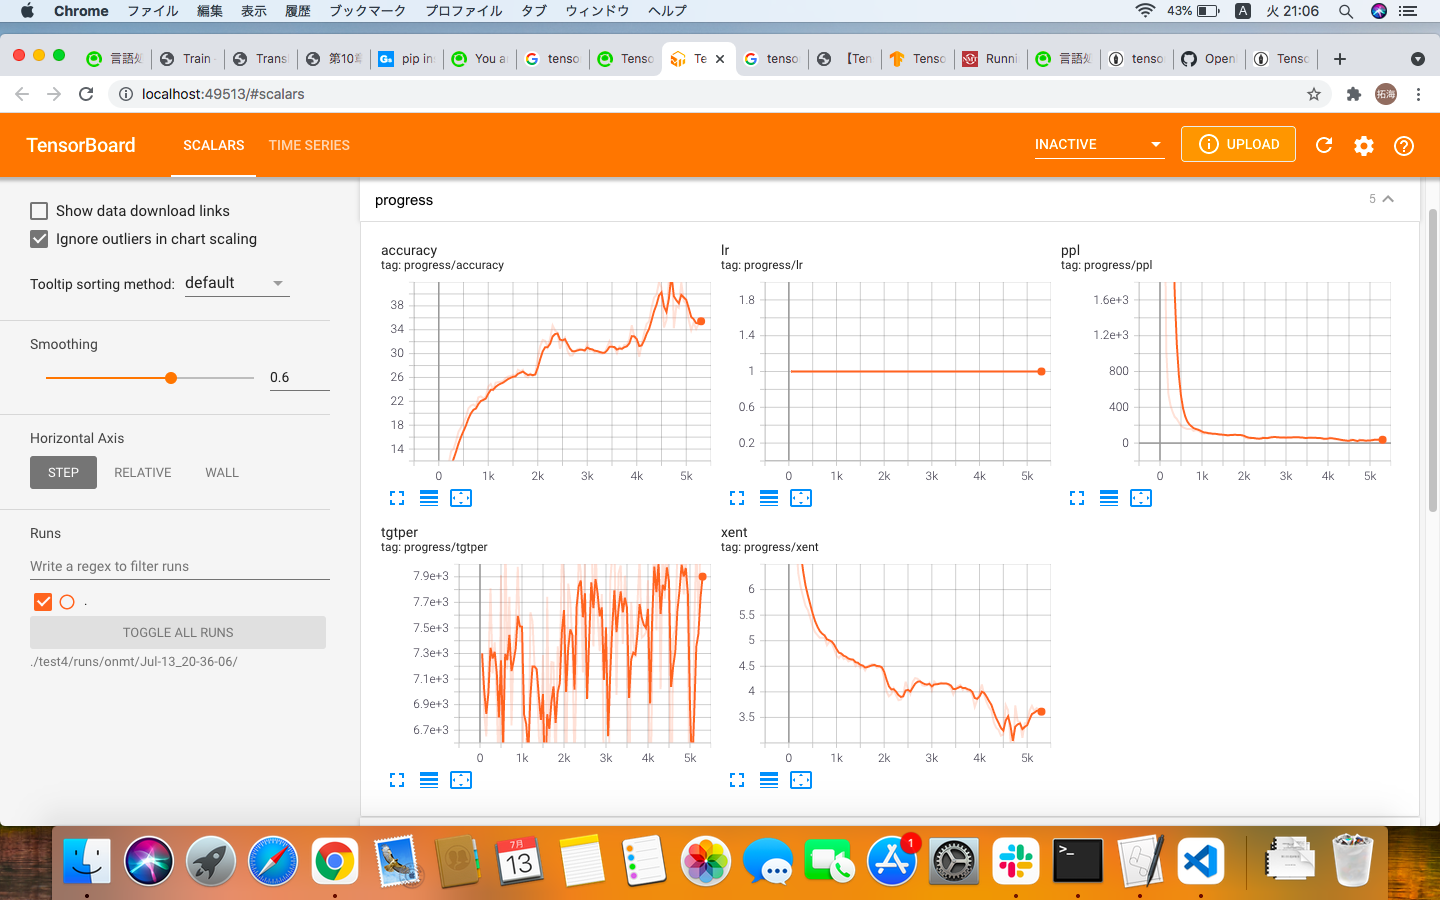 Chrome ファイル 編集 表示 履歴 ブックマーク プロファイル タブ ウィンドウ ヘルプ 43% A 火 21:06
言語処 Train Transl 第10章 pip in You ar tenso Tenso Te tenso 【Ten Tenso Runni 言語処 tenso Open Tenso
localhost:49513/#scalars 拓海
TensorBoard SCALARS TIME SERIES INACTIVE UPLOAD
Show data download links
Ignore outliers in chart scaling
Tooltip sorting method: default
Smoothing
0.6
Horizontal Axis
STEP RELATIVE WALL
Runs
Write a regex to filter runs
.
TOGGLE ALL RUNS
./test4/runs/onmt/Jul-13_20-36-06/
progress 5
accuracy
tag: progress/accuracy
38
34
30
26
22
18
14
0 1k 2k 3k 4k 5k
lr
tag: progress/lr
1.8
1.4
1
0.6
0.2
0 1k 2k 3k 4k 5k
ppl
tag: progress/ppl
1.6e+3
1.2e+3
800
400
0
0 1k 2k 3k 4k 5k
tgtper
tag: progress/tgtper
7.9e+3
7.7e+3
7.5e+3
7.3e+3
7.1e+3
6.9e+3
6.7e+3
0 1k 2k 3k 4k 5k
xent
tag: progress/xent
6
5.5
5
4.5
4
3.5
0 1k 2k 3k 4k 5k
7月
13
1
>_